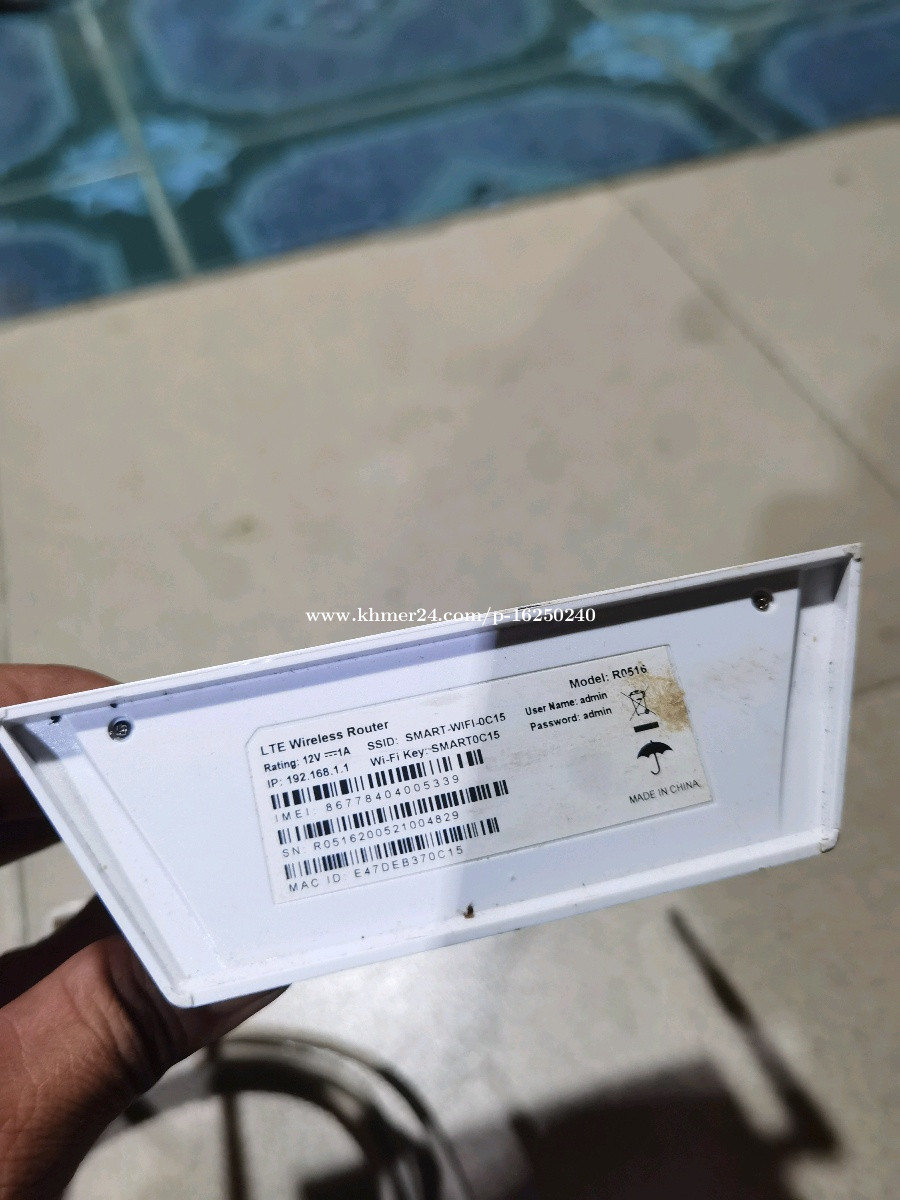 www.khmer24.com/p-16250240
Model: R0516
LTE Wireless Router
User Name: admin
Rating: 12V ⎓1A SSID: SMART-WIFI-0C15
Password: admin
IP: 192.168.1.1 Wi-Fi Key: SMART0C15
IMEI: 86778404005339
SN: R0516200521004829
MAC ID: E47DEB370C15
MADE IN CHINA